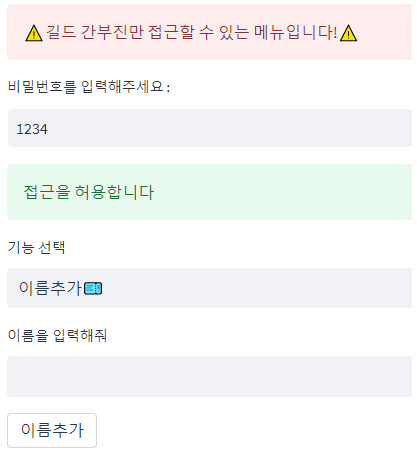 ⚠️길드 간부진만 접근할 수 있는 메뉴입니다!⚠️
비밀번호를 입력해주세요 :
1234
접근을 허용합니다
기능 선택
이름추가🎫
이름을 입력해줘
이름추가